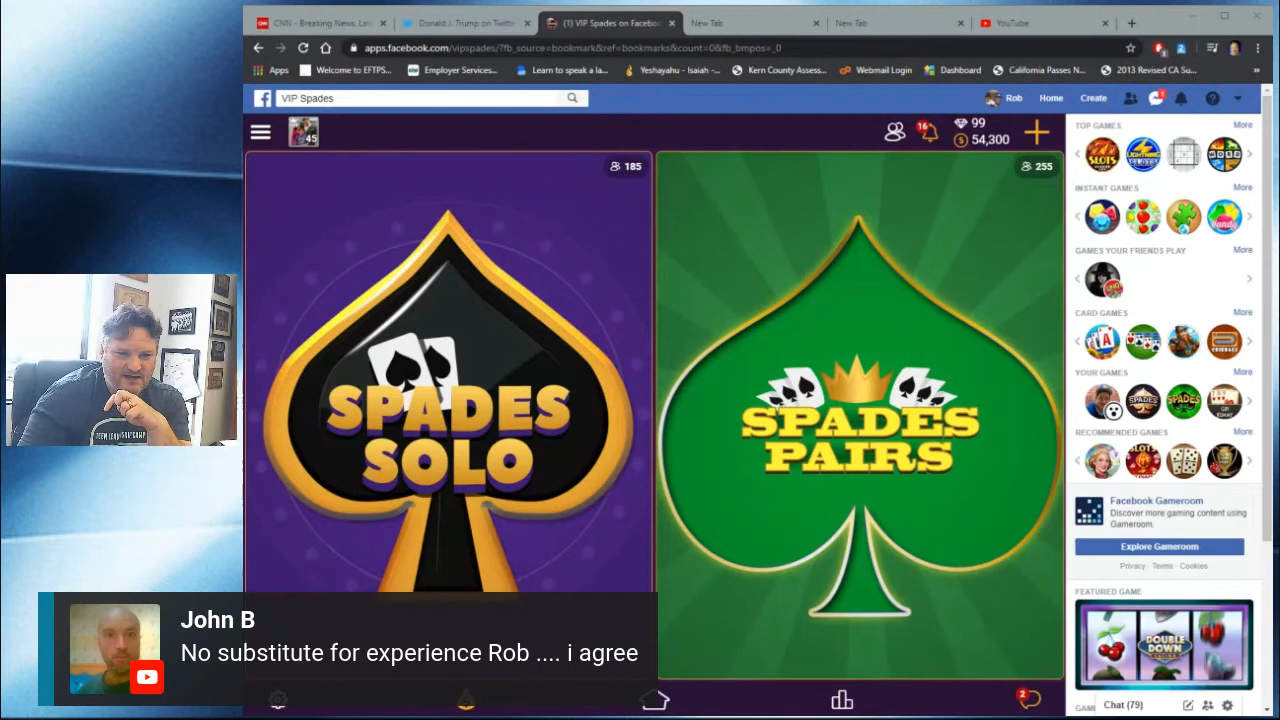 CNN - Breaking News, Lat
Donald J. Trump on Twitte
(1) VIP Spades on Faceboo
New Tab
New Tab
YouTube
apps.facebook.com/vipspades/?fb_source=bookmark&ref=bookmarks&count=0&fb_bmpos=_0
Apps
Welcome to EFTPS...
Employer Services...
Learn to speak a la...
Yeshayahu - Isaiah -...
Kern County Assess...
Webmail Login
Dashboard
California Passes N...
2013 Revised CA Su...
VIP Spades
Rob
Home
Create
45
16
99
54,300
185
255
SPADES
SOLO
SPADES
PAIRS
TOP GAMES
More
INSTANT GAMES
More
GAMES YOUR FRIENDS PLAY
More
CARD GAMES
More
YOUR GAMES
More
RECOMMENDED GAMES
More
Facebook Gameroom
Discover more gaming content using
Gameroom.
Explore Gameroom
Privacy · Terms · Cookies
FEATURED GAME
DOUBLE
DOWN
Chat (79)
2
John B
No substitute for experience Rob .... i agree